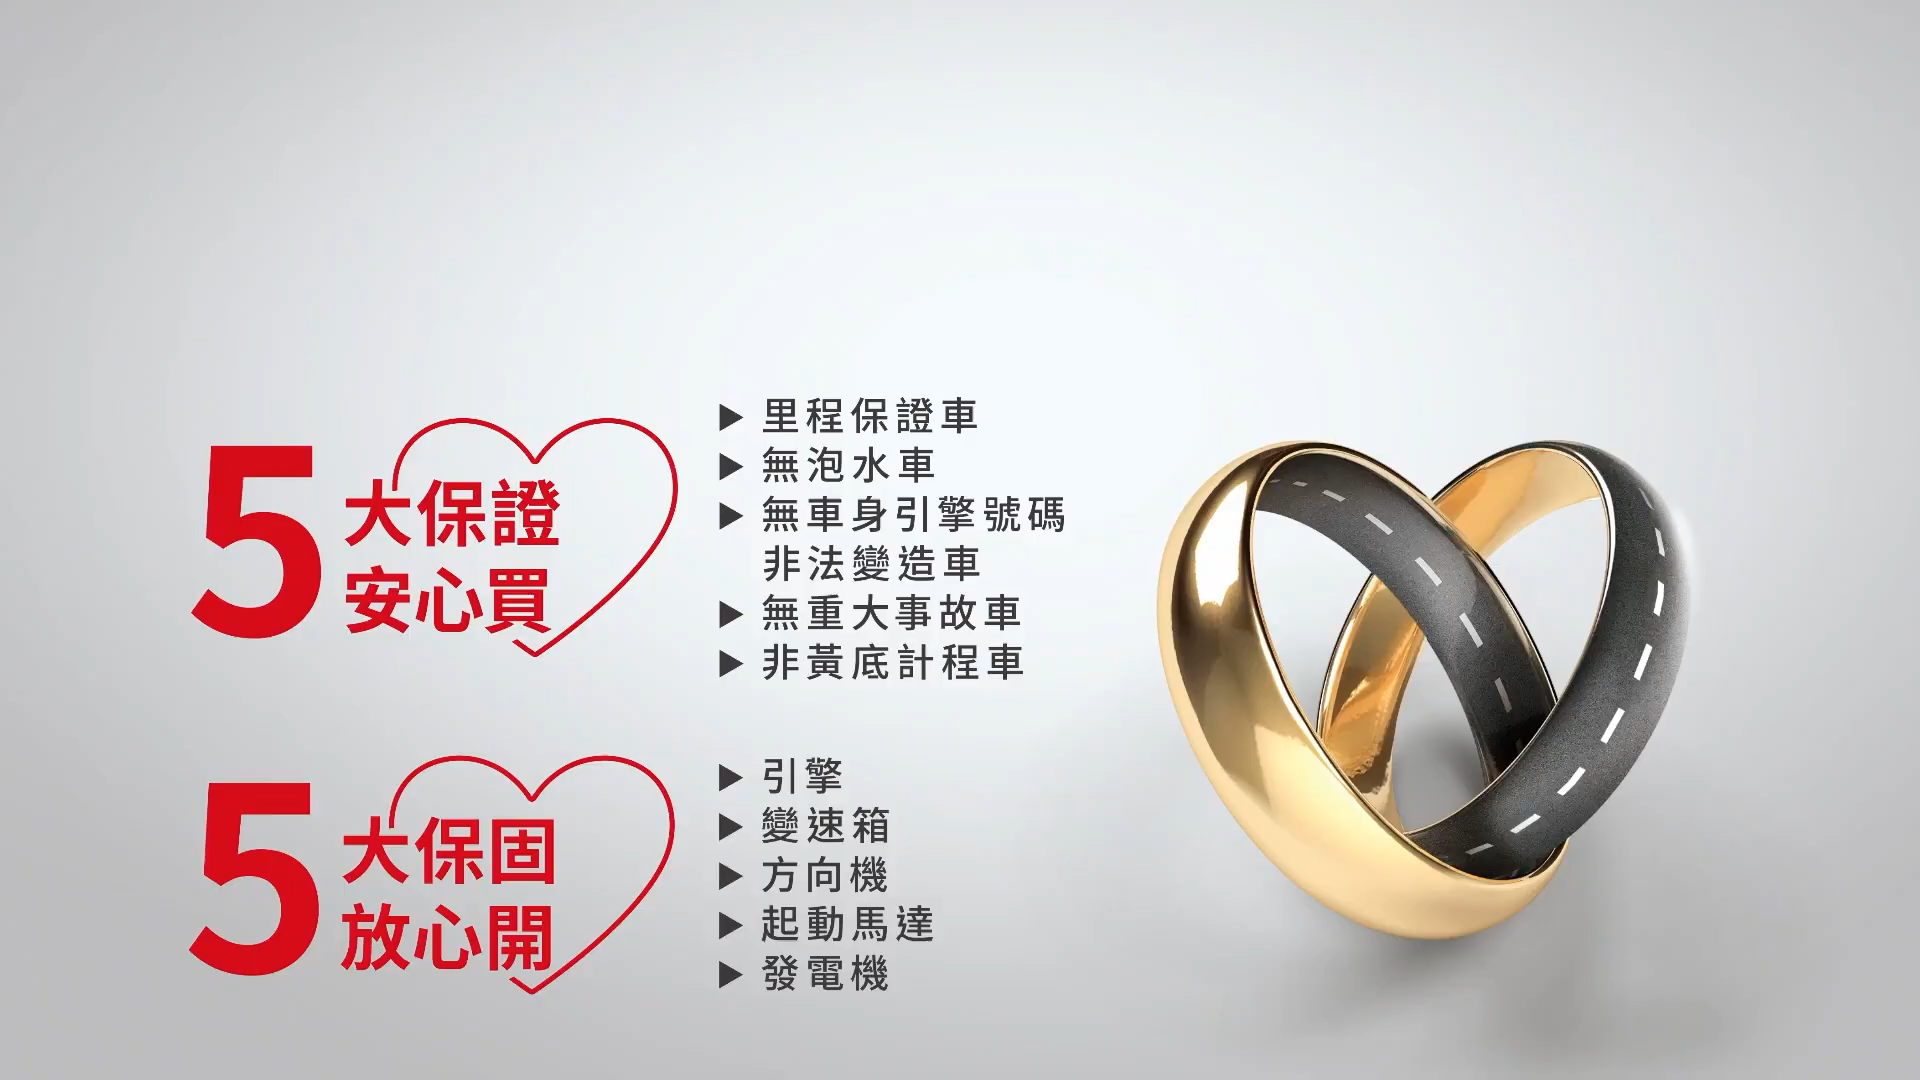 5大保證
安心買
里程保證車
無泡水車
無車身引擎號碼
非法變造車
無重大事故車
非黃底計程車
5大保固
放心開
引擎
變速箱
方向機
起動馬達
發電機